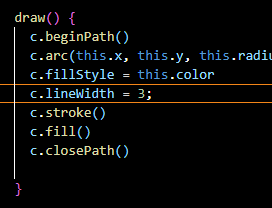 draw() {
c.beginPath()
c.arc(this.x, this.y, this.radiu
c.fillStyle = this.color
c.lineWidth = 3;
c.stroke()
c.fill()
c.closePath()
}